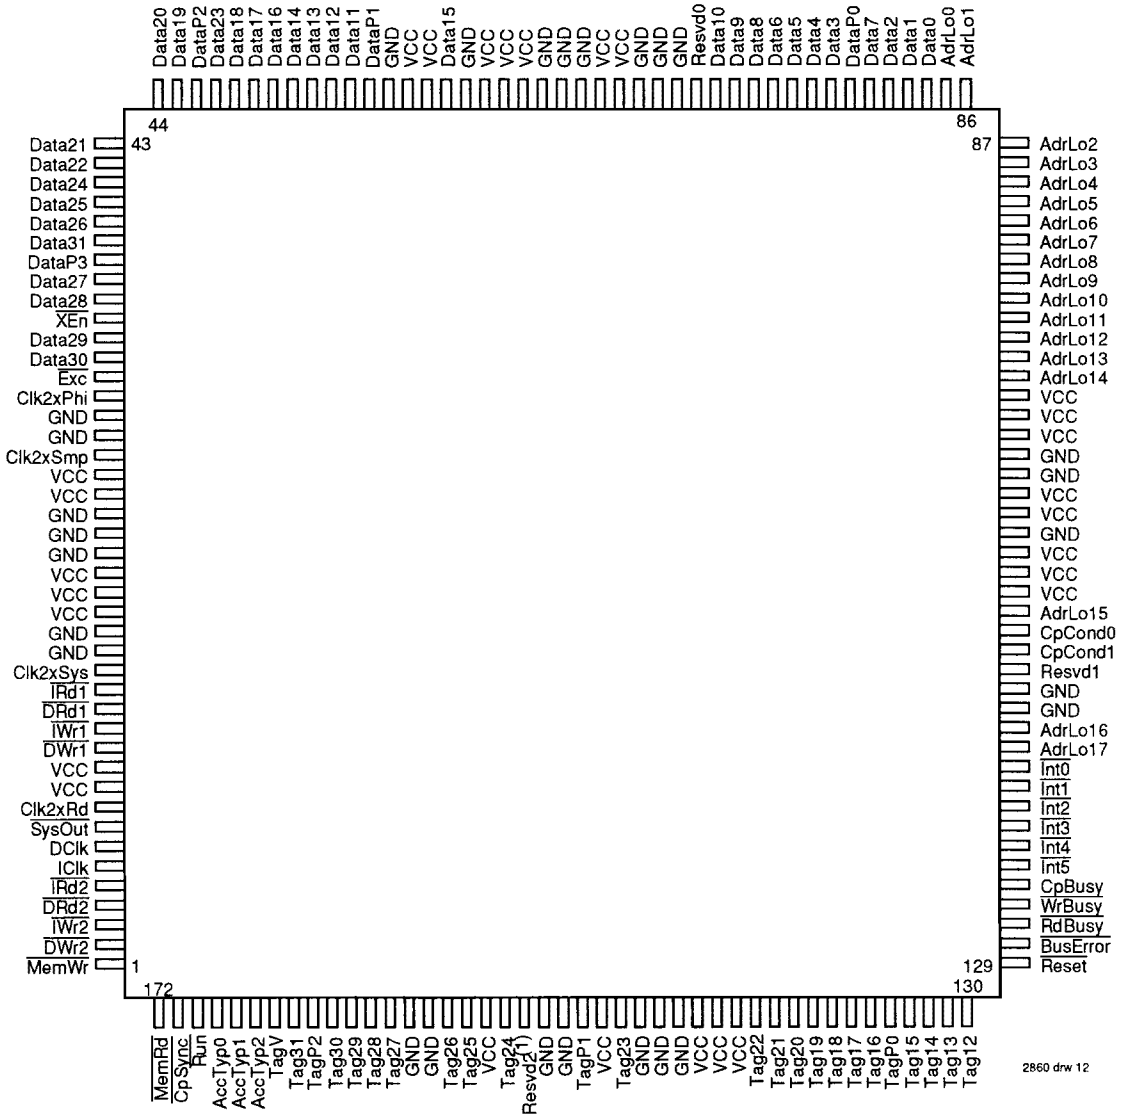 Data20
Data19
DataP2
Data23
Data18
Data17
Data16
Data14
Data13
Data12
Data11
DataP1
GND
VCC
VCC
Data15
GND
VCC
VCC
VCC
GND
GND
GND
VCC
VCC
GND
GND
GND
Resvd0
Data10
Data9
Data8
Data6
Data5
Data4
Data3
DataP0
Data7
Data2
Data1
Data0
AdrLo0
AdrLo1
44
86
43
87
Data21
Data22
Data24
Data25
Data26
Data31
DataP3
Data27
Data28
XEn
Data29
Data30
Exc
Clk2xPhi
GND
GND
Clk2xSmp
VCC
VCC
GND
GND
GND
VCC
VCC
VCC
GND
GND
Clk2xSys
IRd1
DRd1
IWr1
DWr1
VCC
VCC
Clk2xRd
SysOut
DClk
IClk
IRd2
DRd2
IWr2
DWr2
MemWr
AdrLo2
AdrLo3
AdrLo4
AdrLo5
AdrLo6
AdrLo7
AdrLo8
AdrLo9
AdrLo10
AdrLo11
AdrLo12
AdrLo13
AdrLo14
VCC
VCC
VCC
GND
GND
VCC
VCC
GND
VCC
VCC
VCC
AdrLo15
CpCond0
CpCond1
Resvd1
GND
GND
AdrLo16
AdrLo17
Int0
Int1
Int2
Int3
Int4
Int5
CpBusy
WrBusy
RdBusy
BusError
Reset
1
129
172
130
MemRd
CpSync
Run
AccTyp0
AccTyp1
AccTyp2
TagV
Tag31
TagP2
Tag30
Tag29
Tag28
Tag27
GND
GND
Tag26
Tag25
VCC
Tag24
Resvd2(1)
GND
GND
TagP1
VCC
Tag23
GND
GND
GND
VCC
VCC
VCC
Tag22
Tag21
Tag20
Tag19
Tag18
Tag17
Tag16
TagP0
Tag15
Tag14
Tag13
Tag12
2860 drw 12